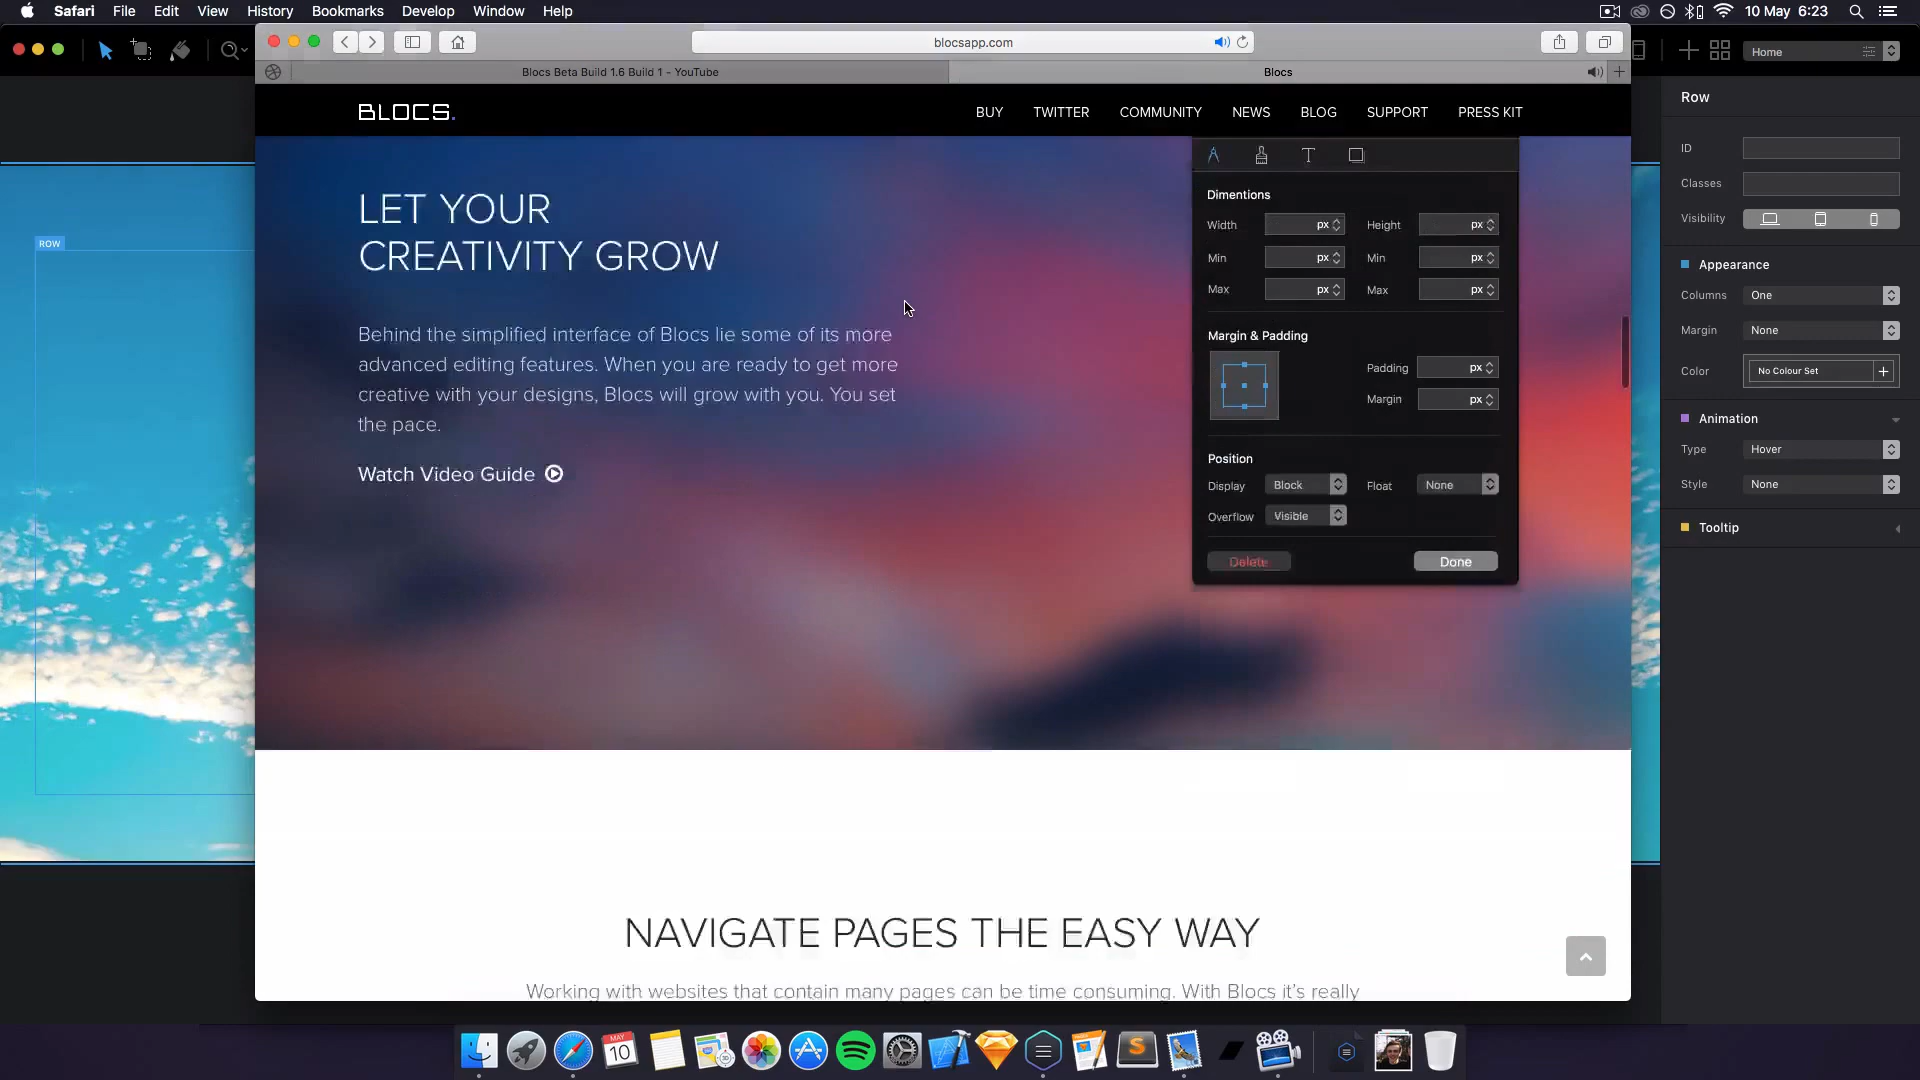 Safari File Edit View History Bookmarks Develop Window Help
10 May 6:23
blocsapp.com
Home
Blocs Beta Build 1.6 Build 1 - YouTube
Blocs
BLOCS.
BUY TWITTER COMMUNITY NEWS BLOG SUPPORT PRESS KIT
LET YOUR
CREATIVITY GROW
Behind the simplified interface of Blocs lie some of its more
advanced editing features. When you are ready to get more
creative with your designs, Blocs will grow with you. You set
the pace.
Watch Video Guide
Dimentions
Width px Height px
Min px Min px
Max px Max px
Margin & Padding
Padding px
Margin px
Position
Display Block Float None
Overflow Visible
Delete Done
NAVIGATE PAGES THE EASY WAY
Working with websites that contain many pages can be time consuming. With Blocs it's really
ROW
Row
ID
Classes
Visibility
Appearance
Columns One
Margin None
Color No Colour Set
Animation
Type Hover
Style None
Tooltip
MAY
10
S